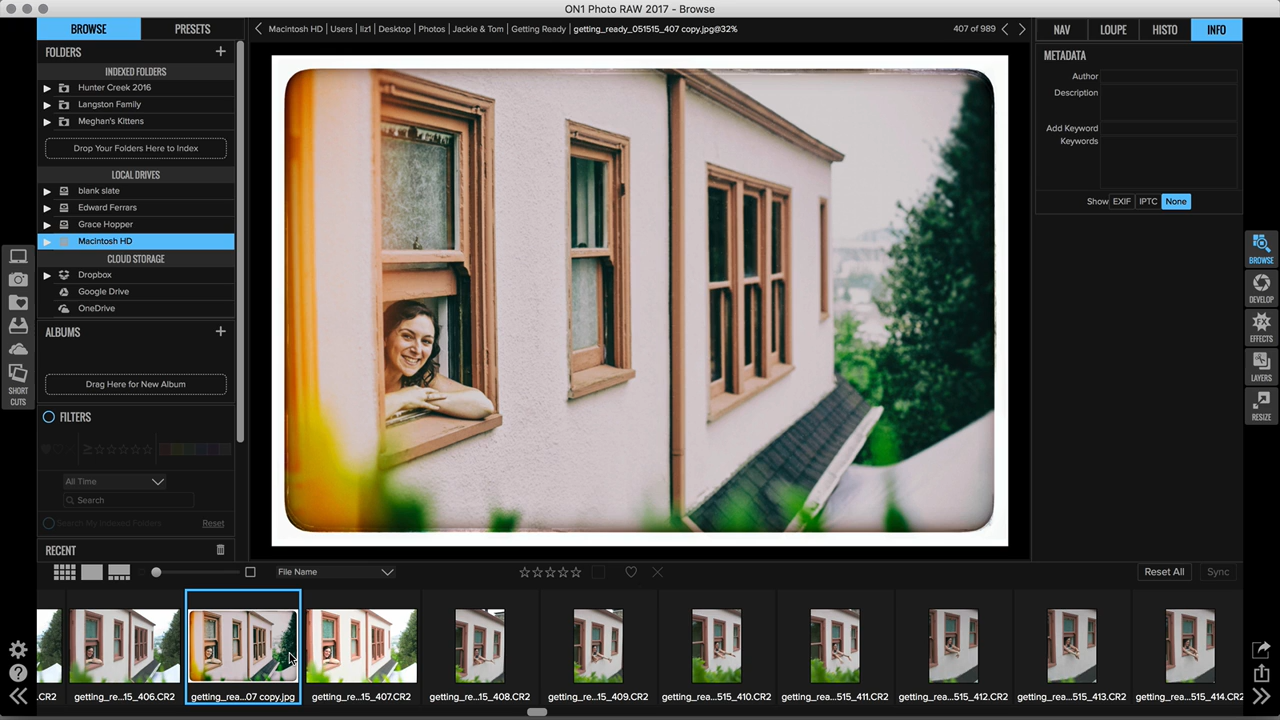 ON1 Photo RAW 2017 - Browse
BROWSE
PRESETS
Macintosh HD | Users | llz1 | Desktop | Photos | Jackie & Tom | Getting Ready | getting_ready_051515_407 copy.jpg@32%
407 of 989
NAV
LOUPE
HISTO
INFO
FOLDERS
INDEXED FOLDERS
Hunter Creek 2016
Langston Family
Meghan's Kittens
Drop Your Folders Here to Index
LOCAL DRIVES
blank slate
Edward Ferrars
Grace Hopper
Macintosh HD
CLOUD STORAGE
Dropbox
Google Drive
OneDrive
ALBUMS
Drag Here for New Album
FILTERS
All Time
Search
Search My Indexed Folders
Reset
RECENT
SHORT
CUTS
METADATA
Author
Description
Add Keyword
Keywords
Show EXIF IPTC None
BROWSE
DEVELOP
EFFECTS
LAYERS
RESIZE
File Name
Reset All
Sync
.CR2
getting_re...15_406.CR2
getting_rea...07 copy.jpg
getting_re...15_407.CR2
getting_re...15_408.CR2
getting_re...15_409.CR2
getting_rea...515_410.CR2
getting_rea...515_411.CR2
getting_rea...515_412.CR2
getting_rea...515_413.CR2
getting_rea...515_414.CR2